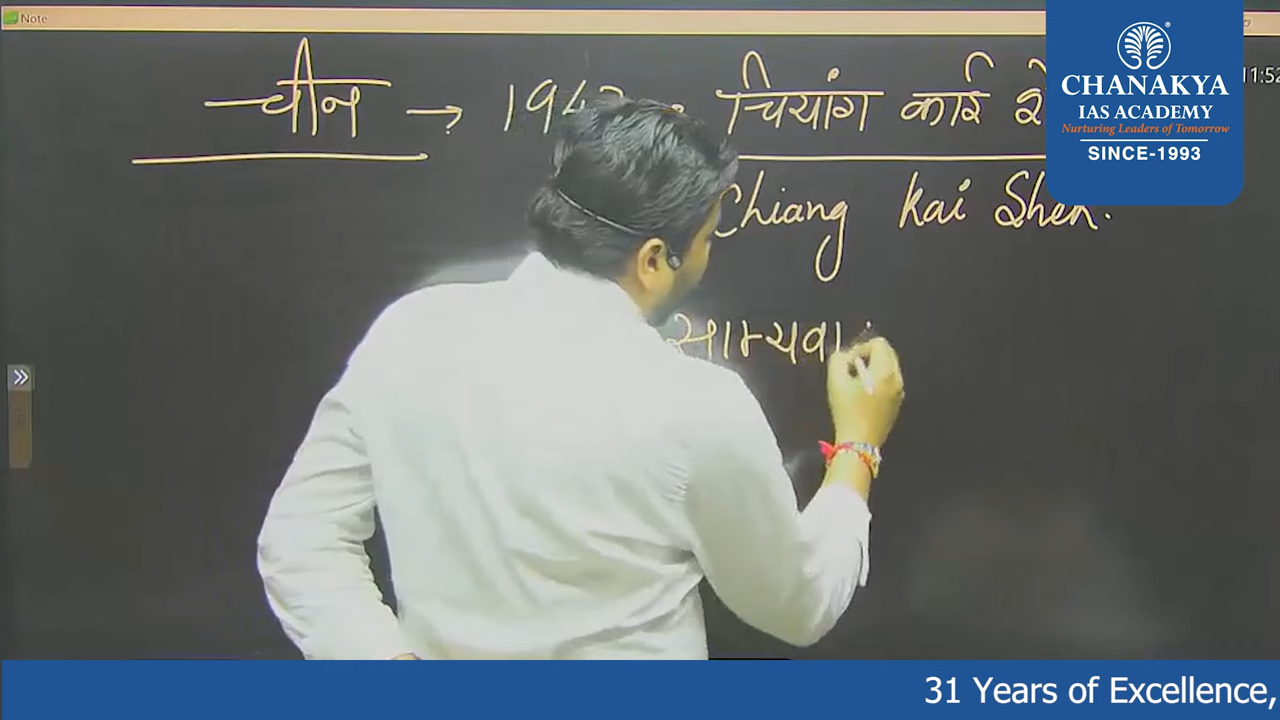 Note
चीन → 194 चियांग काई शे
Chiang Kai Shek.
साम्यवा
CHANAKYA
IAS ACADEMY
Nurturing Leaders of Tomorrow
SINCE-1993
11:52
31 Years of Excellence,